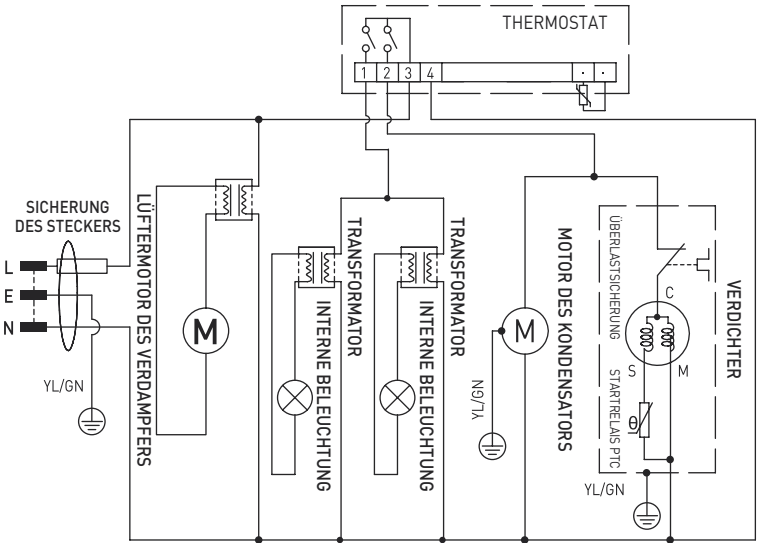 THERMOSTAT
1 2 3 4
SICHERUNG
DES STECKERS
L
E
N
YL/GN
LÜFTERMOTOR DES VERDAMPFERS
M
TRANSFORMATOR
INTERNE BELEUCHTUNG
TRANSFORMATOR
INTERNE BELEUCHTUNG
MOTOR DES KONDENSATORS
M
YL/GN
ÜBERLASTSICHERUNG
STARTRELAIS PTC
C
S
M
θ
VERDICHTER
YL/GN